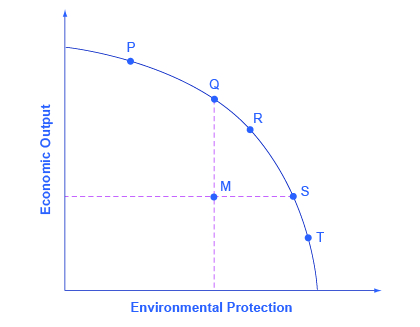 P
Q
R
M
S
T
Economic Output
Environmental Protection